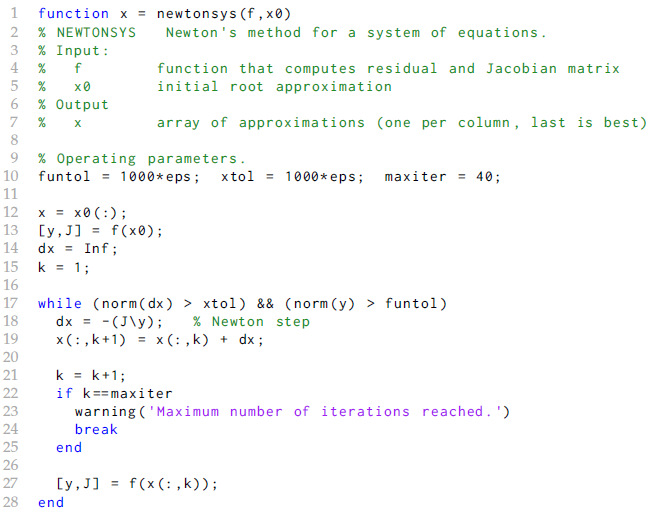 1 function x = newtonsys(f,x0)
2 % NEWTONSYS   Newton's method for a system of equations.
3 % Input:
4 %   f         function that computes residual and Jacobian matrix
5 %   x0        initial root approximation
6 % Output
7 %   x         array of approximations (one per column, last is best)
8
9 % Operating parameters.
10 funtol = 1000*eps;  xtol = 1000*eps;  maxiter = 40;
11
12 x = x0(:);
13 [y,J] = f(x0);
14 dx = Inf;
15 k = 1;
16
17 while (norm(dx) > xtol) && (norm(y) > funtol)
18   dx = -(J\y);   % Newton step
19   x(:,k+1) = x(:,k) + dx;
20
21   k = k+1;
22   if k==maxiter
23     warning('Maximum number of iterations reached.')
24     break
25   end
26
27   [y,J] = f(x(:,k));
28 end